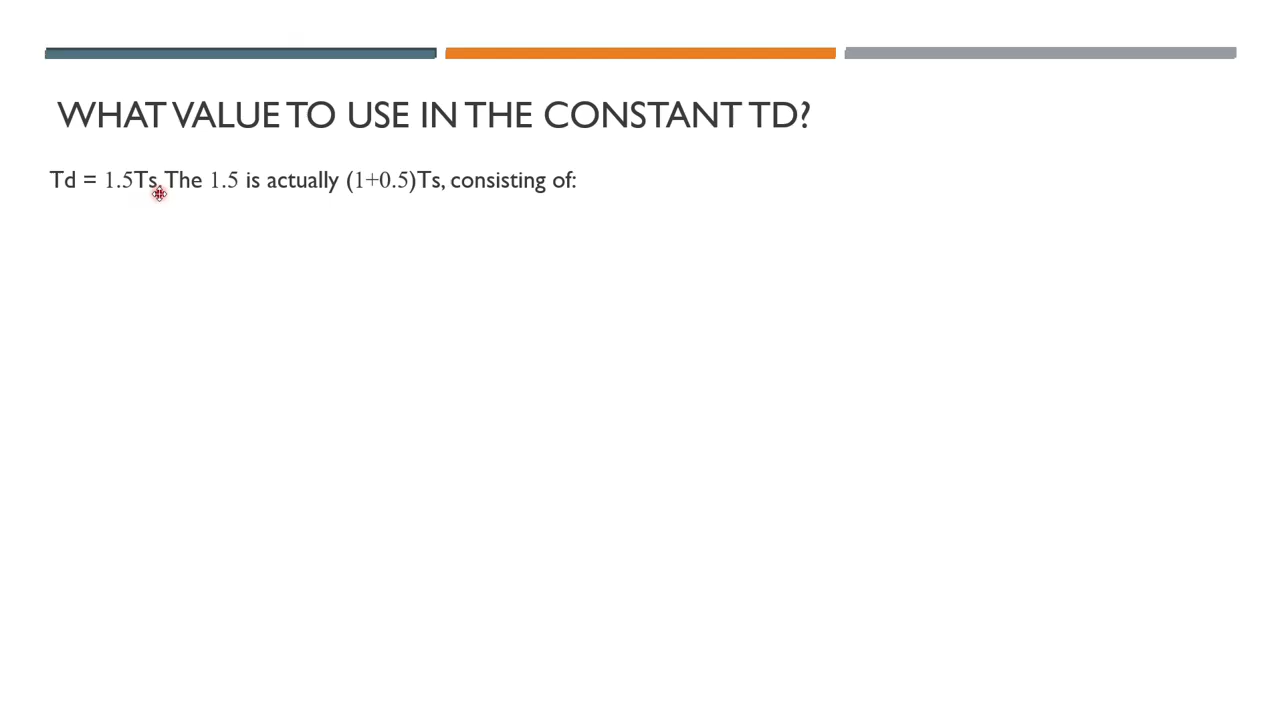 WHAT VALUE TO USE IN THE CONSTANT TD?
Td = 1.5Ts. The 1.5 is actually (1+0.5)Ts, consisting of: